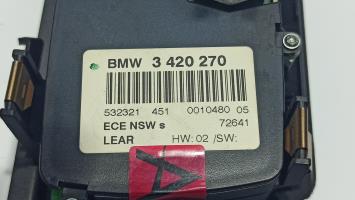 BMW 3 420 270
532321 451 0010480 05
ECE NSW s 72641
LEAR HW: 02 /SW:
A